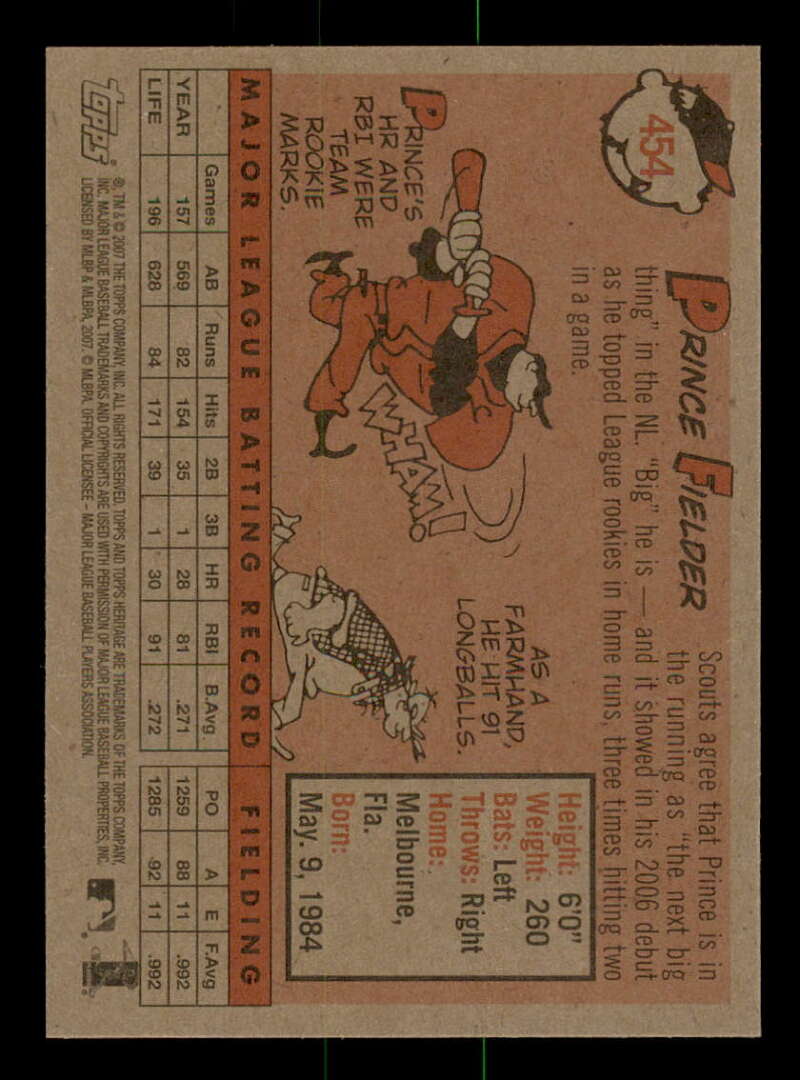 454
PRINCE FIELDER
Scouts agree that Prince is in
the running as "the next big
thing" in the NL. "Big" he is — and it showed in his 2006 debut
as he topped League rookies in home runs, three times hitting two
in a game.
PRINCE'S
HR AND
RBI WERE
TEAM
ROOKIE
MARKS.
WHAM!
AS A
FARMHAND,
HE HIT 91
LONGBALLS.
Height: 6'0"
Weight: 260
Bats: Left
Throws: Right
Home:
Melbourne,
Fla.
Born:
May. 9, 1984
MAJOR LEAGUE BATTING RECORD FIELDING
Games AB Runs Hits 2B 3B HR RBI B.Avg. PO A E F.Avg
YEAR 157 569 82 154 35 1 28 81 .271 1259 88 11 .992
LIFE 196 628 84 171 39 1 30 91 .272 1285 92 11 .992
TOPPS®
®, TM & © 2007 THE TOPPS COMPANY, INC. ALL RIGHTS RESERVED. TOPPS AND TOPPS HERITAGE ARE TRADEMARKS OF THE TOPPS COMPANY,
INC. MAJOR LEAGUE BASEBALL TRADEMARKS AND COPYRIGHTS ARE USED WITH PERMISSION OF MAJOR LEAGUE BASEBALL PROPERTIES, INC.
LICENSED BY MLBP & MLBPA, 2007. © MLBPA, OFFICIAL LICENSEE – MAJOR LEAGUE BASEBALL PLAYERS ASSOCIATION.